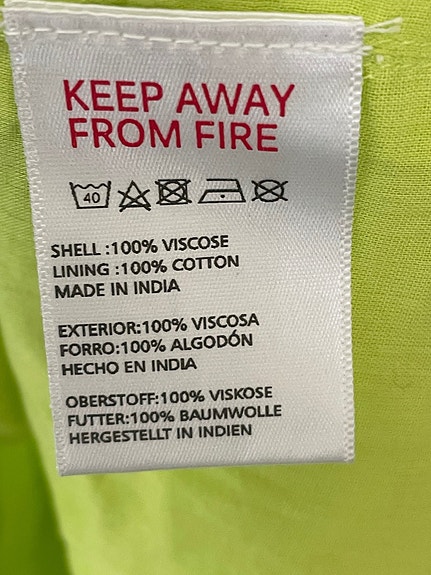 KEEP AWAY
FROM FIRE
40
SHELL :100% VISCOSE
LINING :100% COTTON
MADE IN INDIA
EXTERIOR:100% VISCOSA
FORRO:100% ALGODÓN
HECHO EN INDIA
OBERSTOFF:100% VISKOSE
FUTTER:100% BAUMWOLLE
HERGESTELLT IN INDIEN